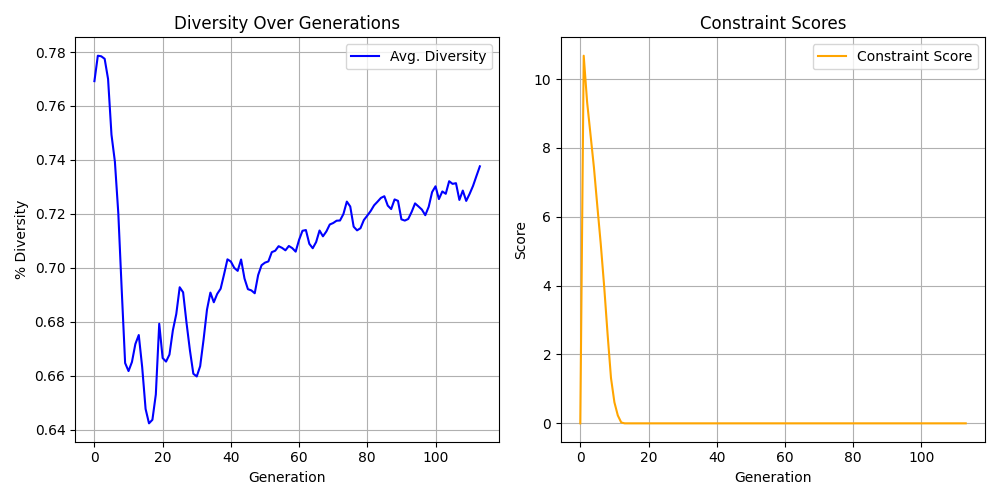 Diversity Over Generations
Avg. Diversity
0.78
0.76
0.74
0.72
0.70
0.68
0.66
0.64
% Diversity
0 20 40 60 80 100
Generation
Constraint Scores
Constraint Score
10
8
6
4
2
0
Score
0 20 40 60 80 100
Generation